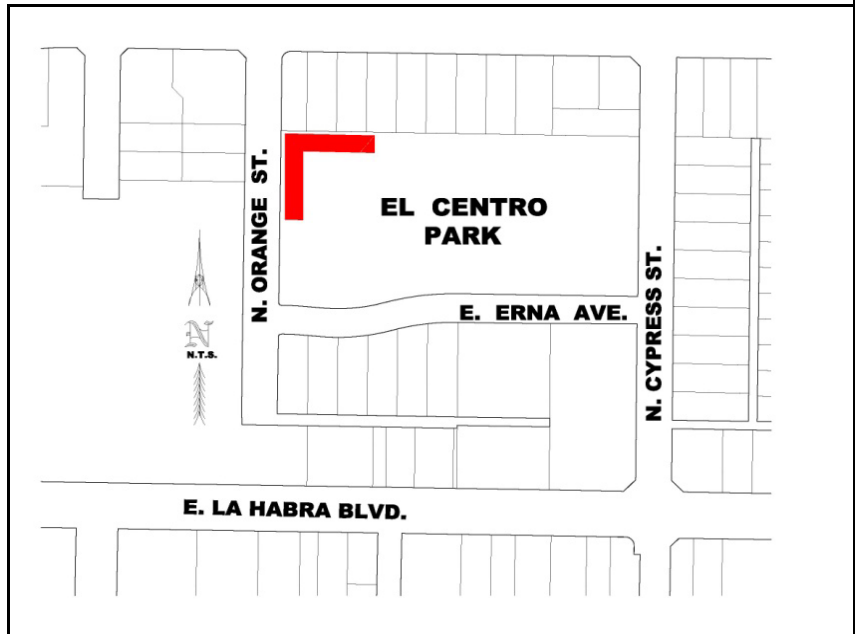 N. ORANGE ST.
EL CENTRO
PARK
E. ERNA AVE.
N. CYPRESS ST.
N
N.T.S.
E. LA HABRA BLVD.